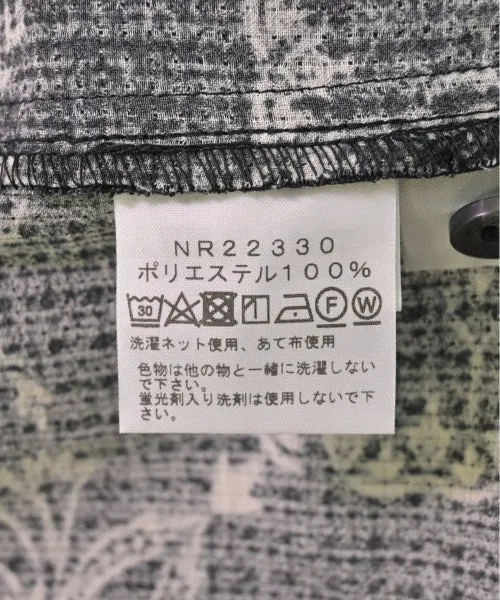 NR22330
ポリエステル100%
30 F W
洗濯ネット使用、あて布使用
色物は他の物と一緒に洗濯しない
で下さい。
蛍光剤入り洗剤は使用しないで下
さい。